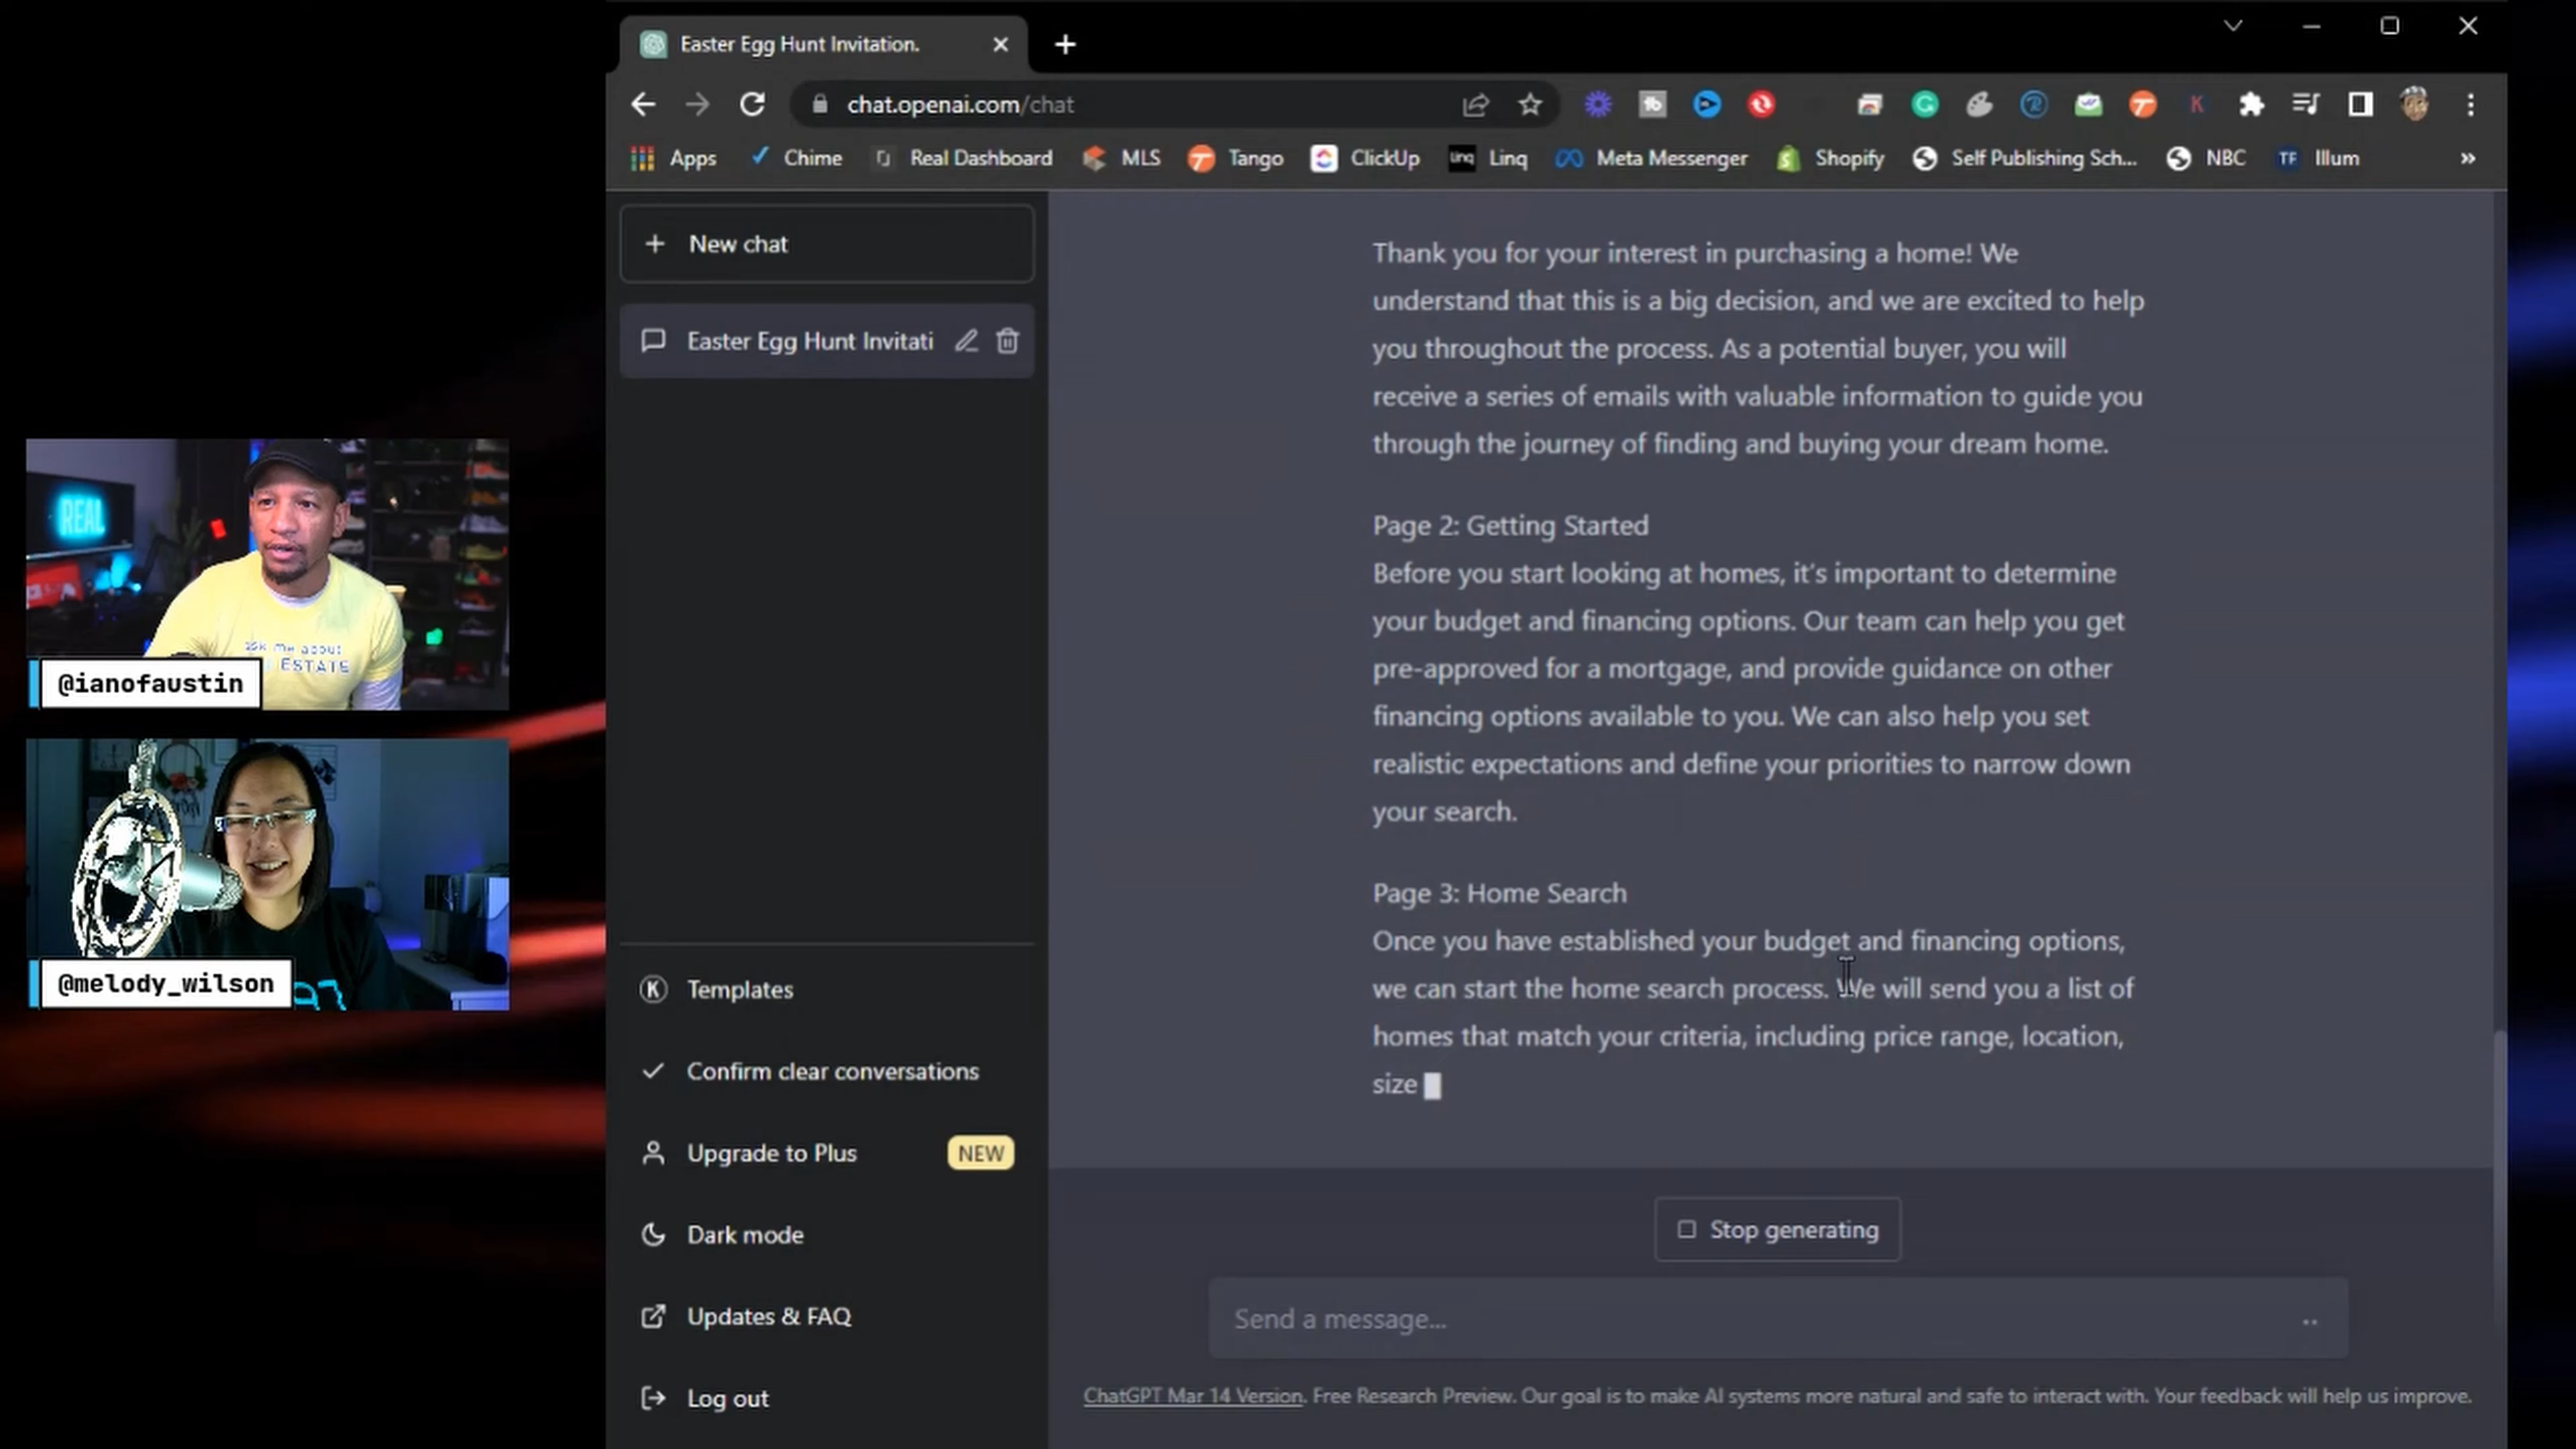 Easter Egg Hunt Invitation.
chat.openai.com/chat
Apps
Chime
Real Dashboard
MLS
Tango
ClickUp
Linq
Linq
Meta Messenger
Shopify
Self Publishing Sch...
NBC
TF
Illum
New chat
Easter Egg Hunt Invitati
Templates
Confirm clear conversations
Upgrade to Plus
NEW
Dark mode
Updates & FAQ
Log out
Thank you for your interest in purchasing a home! We
understand that this is a big decision, and we are excited to help
you throughout the process. As a potential buyer, you will
receive a series of emails with valuable information to guide you
through the journey of finding and buying your dream home.
Page 2: Getting Started
Before you start looking at homes, it's important to determine
your budget and financing options. Our team can help you get
pre-approved for a mortgage, and provide guidance on other
financing options available to you. We can also help you set
realistic expectations and define your priorities to narrow down
your search.
Page 3: Home Search
Once you have established your budget and financing options,
we can start the home search process. We will send you a list of
homes that match your criteria, including price range, location,
size
Stop generating
Send a message...
ChatGPT Mar 14 Version. Free Research Preview. Our goal is to make AI systems more natural and safe to interact with. Your feedback will help us improve.
REAL
ask me about
ESTATE
@ianofaustin
@melody_wilson